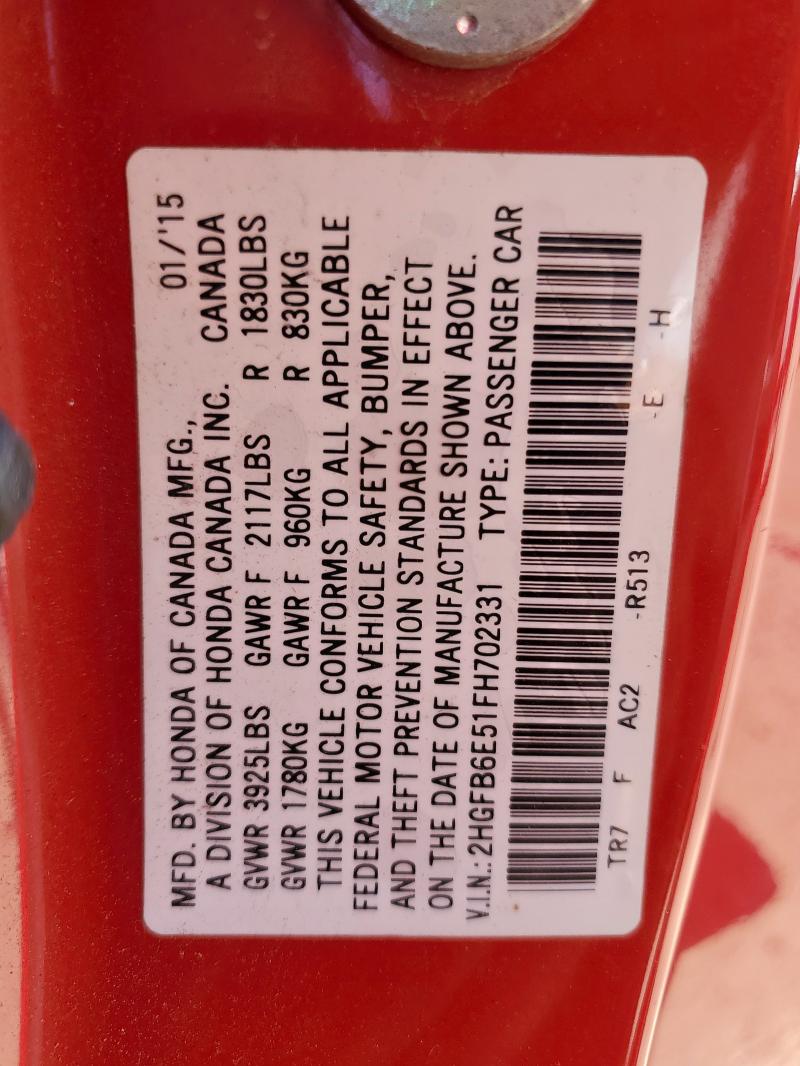 01/'15
MFD. BY HONDA OF CANADA MFG.,
A DIVISION OF HONDA CANADA INC. CANADA
GVWR 3925LBS GAWR F 2117LBS R 1830LBS
GVWR 1780KG GAWR F 960KG R 830KG
THIS VEHICLE CONFORMS TO ALL APPLICABLE
FEDERAL MOTOR VEHICLE SAFETY, BUMPER,
AND THEFT PREVENTION STANDARDS IN EFFECT
ON THE DATE OF MANUFACTURE SHOWN ABOVE.
V.I.N.: 2HGFB6E51FH702331 TYPE: PASSENGER CAR
TR7 F AC2 -R513 -E -H